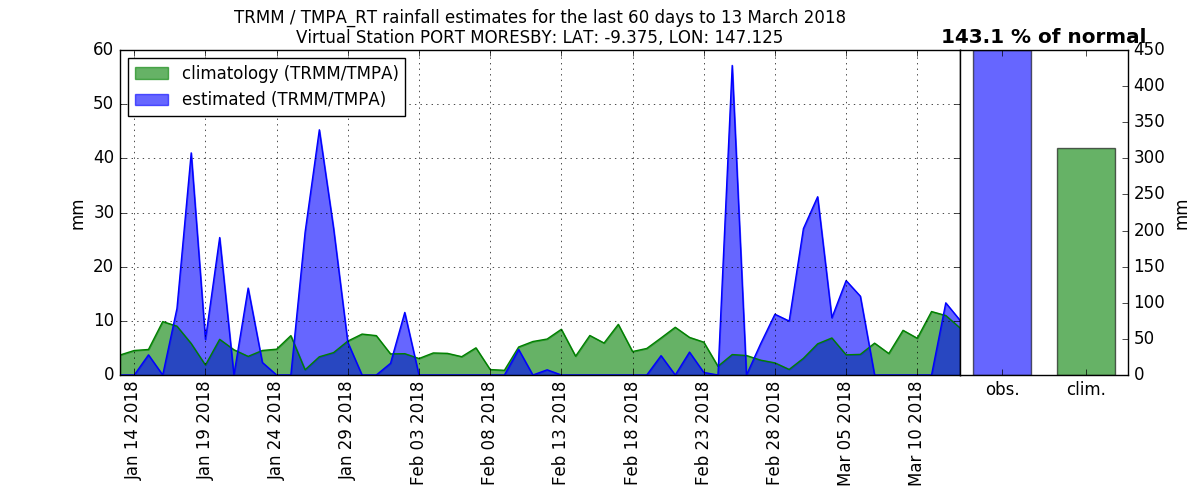 TRMM / TMPA_RT rainfall estimates for the last 60 days to 13 March 2018
Virtual Station PORT MORESBY: LAT: -9.375, LON: 147.125
143.1 % of normal
climatology (TRMM/TMPA)
estimated (TRMM/TMPA)
mm
60
50
40
30
20
10
0
Jan 14 2018
Jan 19 2018
Jan 24 2018
Jan 29 2018
Feb 03 2018
Feb 08 2018
Feb 13 2018
Feb 18 2018
Feb 23 2018
Feb 28 2018
Mar 05 2018
Mar 10 2018
obs.
clim.
450
400
350
300
250
200
150
100
50
0
mm